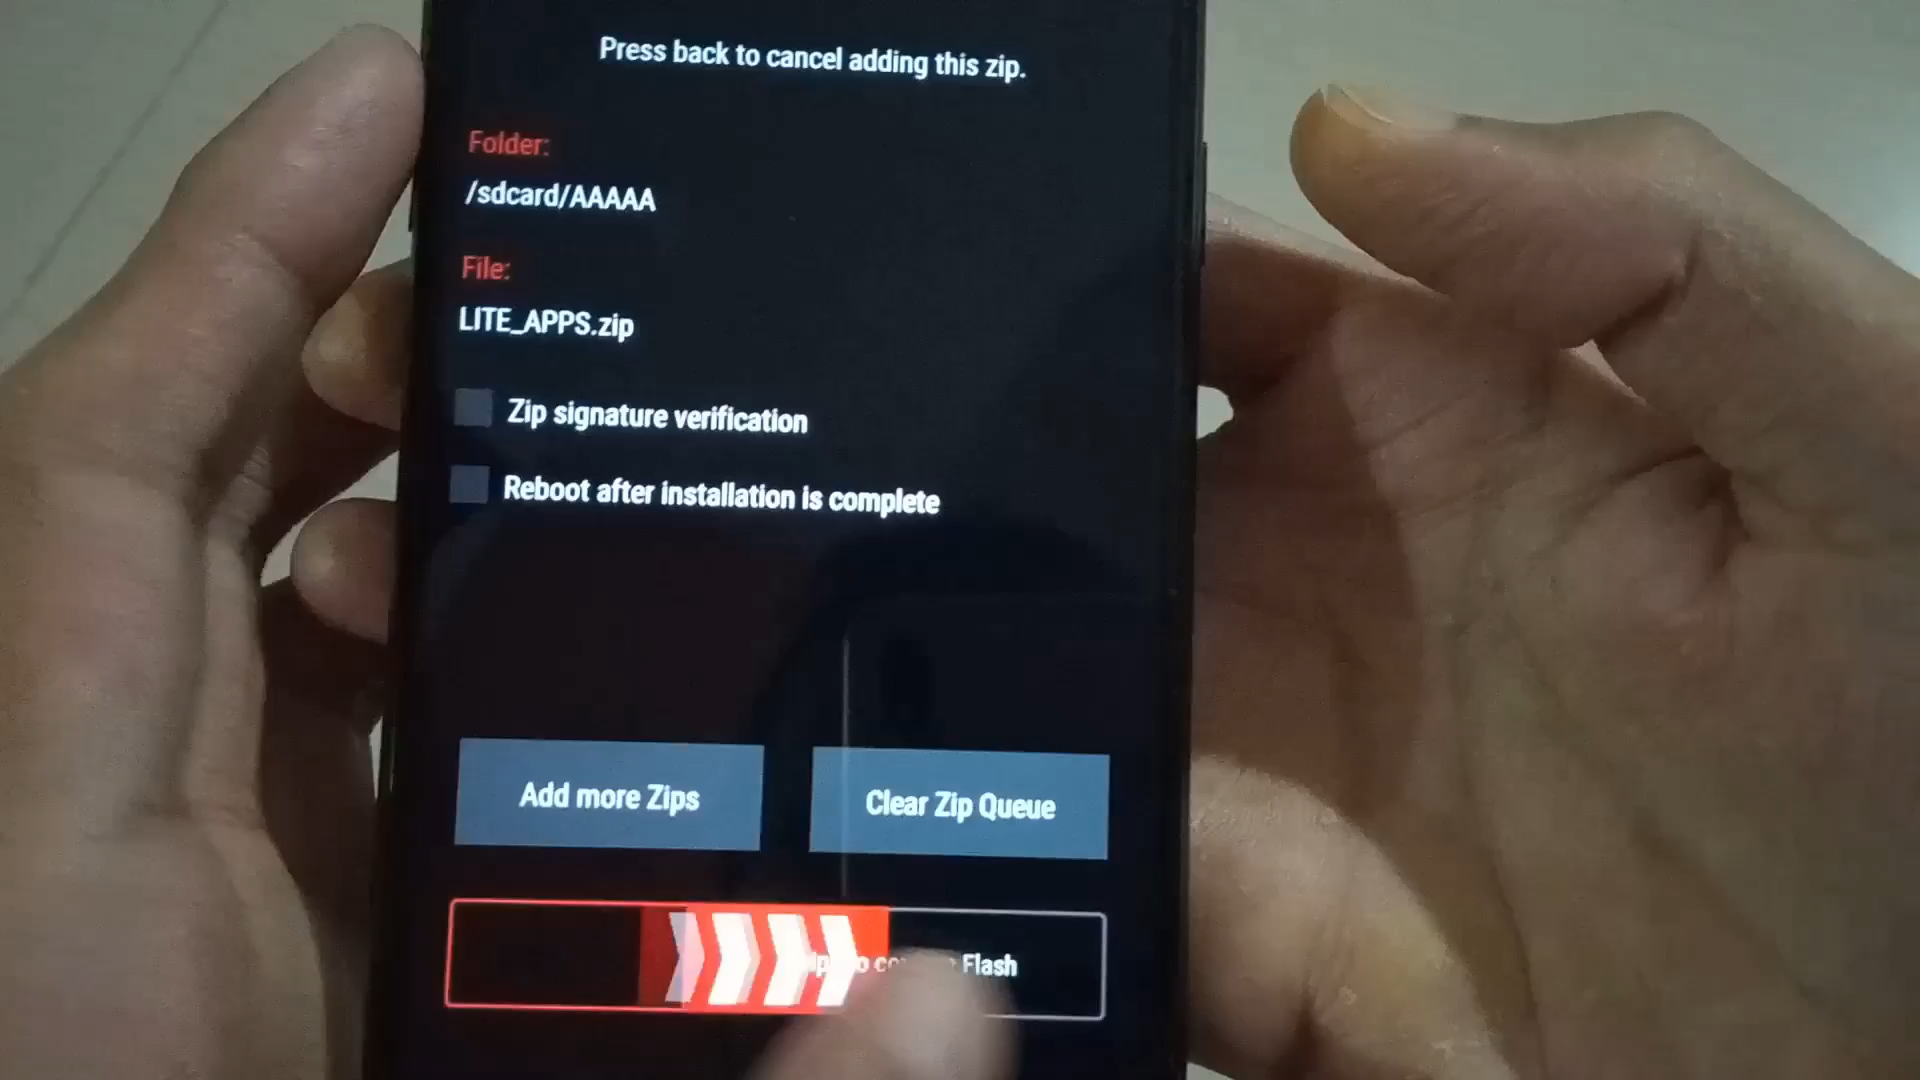 Press back to cancel adding this zip.
Folder:
/sdcard/AAAAA
File:
LITE_APPS.zip
Zip signature verification
Reboot after installation is complete
Add more Zips
Clear Zip Queue
Flash